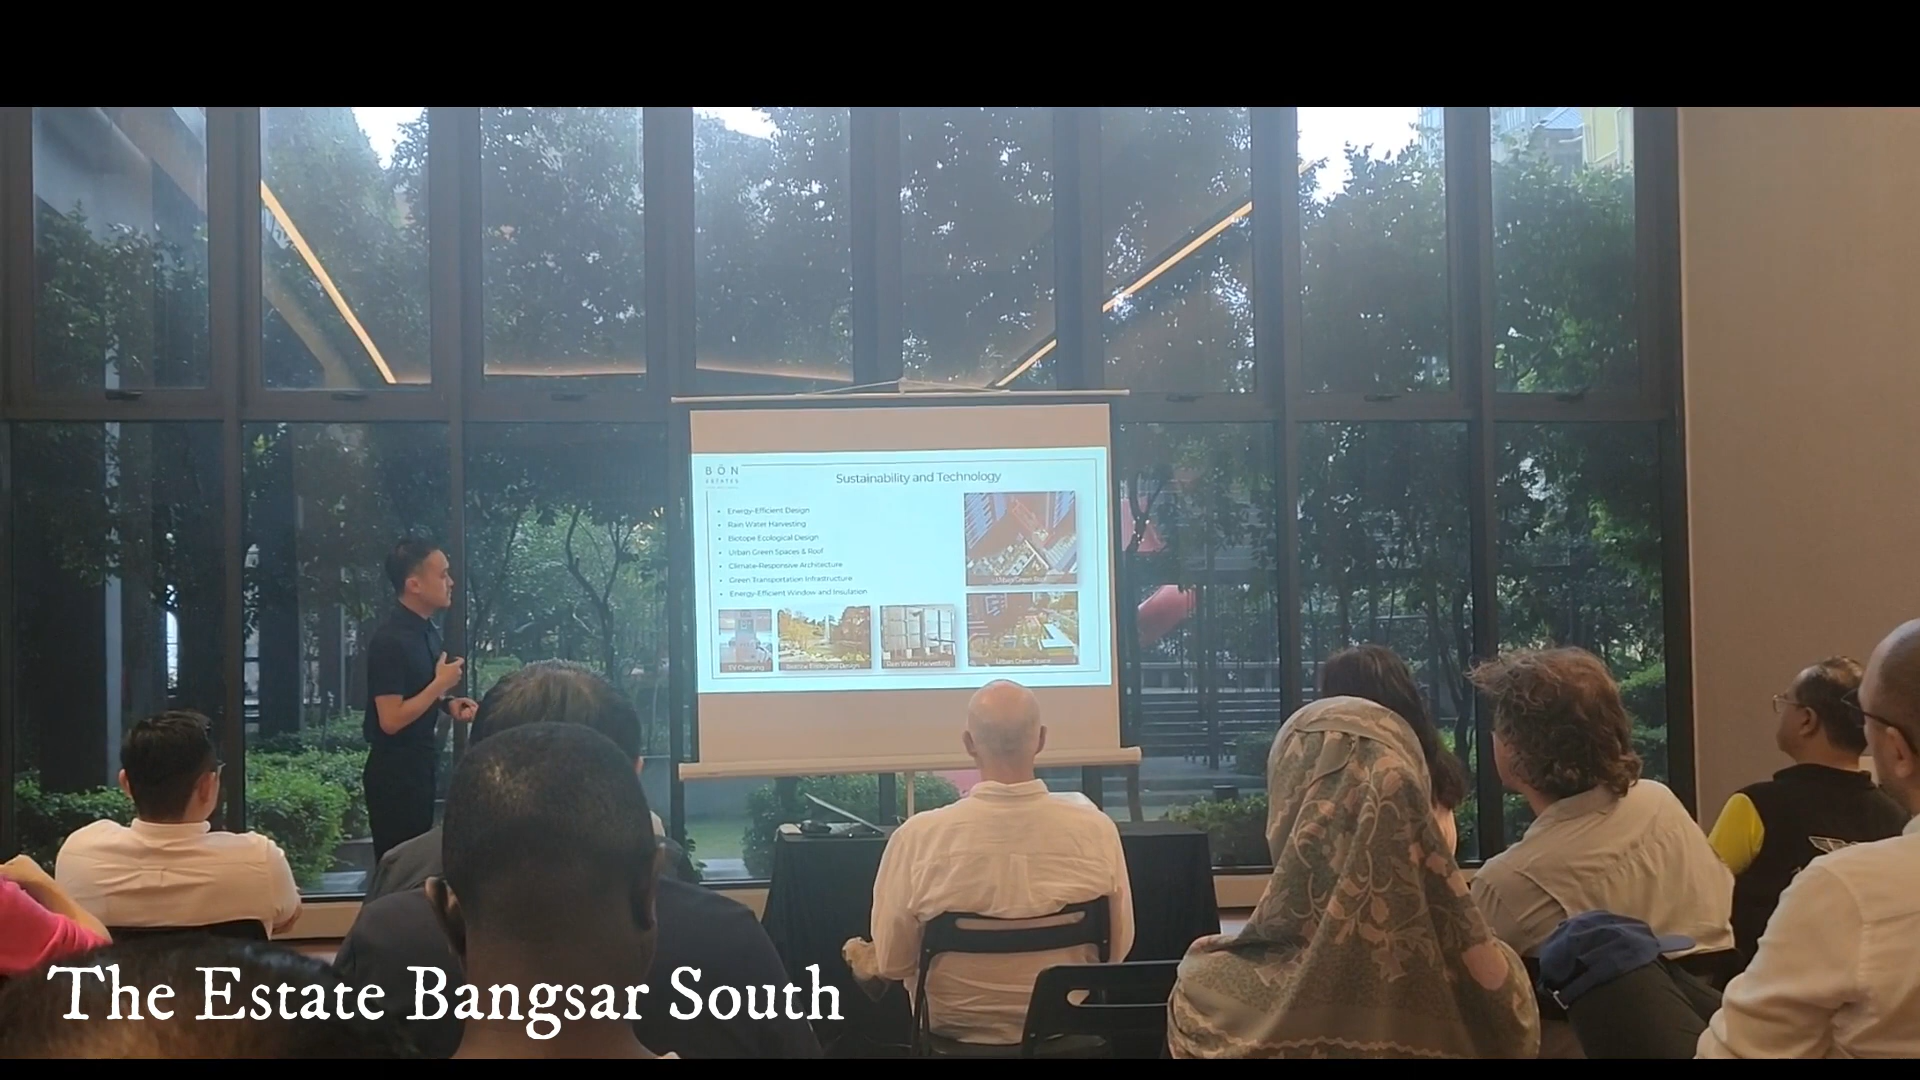 BON
ESTATES
Sustainability and Technology
• Energy-Efficient Design
• Rain Water Harvesting
• Biotope Ecological Design
• Urban Green Spaces & Roof
• Climate-Responsive Architecture
• Green Transportation Infrastructure
• Energy-Efficient Window and Insulation
Urban Green Roof
EV Charging
Biotope Ecological Design
Rain Water Harvesting
Urban Green Space
The Estate Bangsar South